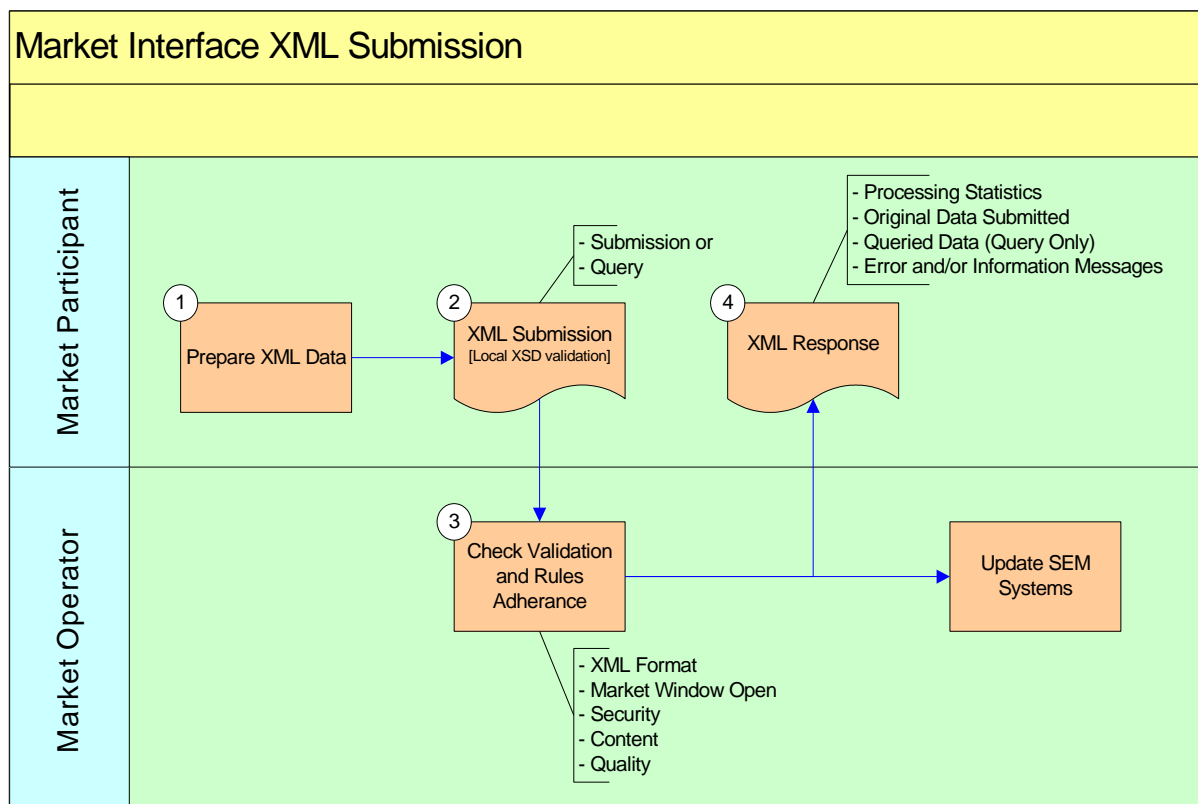 Market Interface XML Submission
Market Participant
- Processing Statistics
- Original Data Submitted
- Queried Data (Query Only)
- Error and/or Information Messages
- Submission or
- Query
1
Prepare XML Data
2
XML Submission
[Local XSD validation]
4
XML Response
Market Operator
3
Check Validation
and Rules
Adherance
Update SEM
Systems
- XML Format
- Market Window Open
- Security
- Content
- Quality